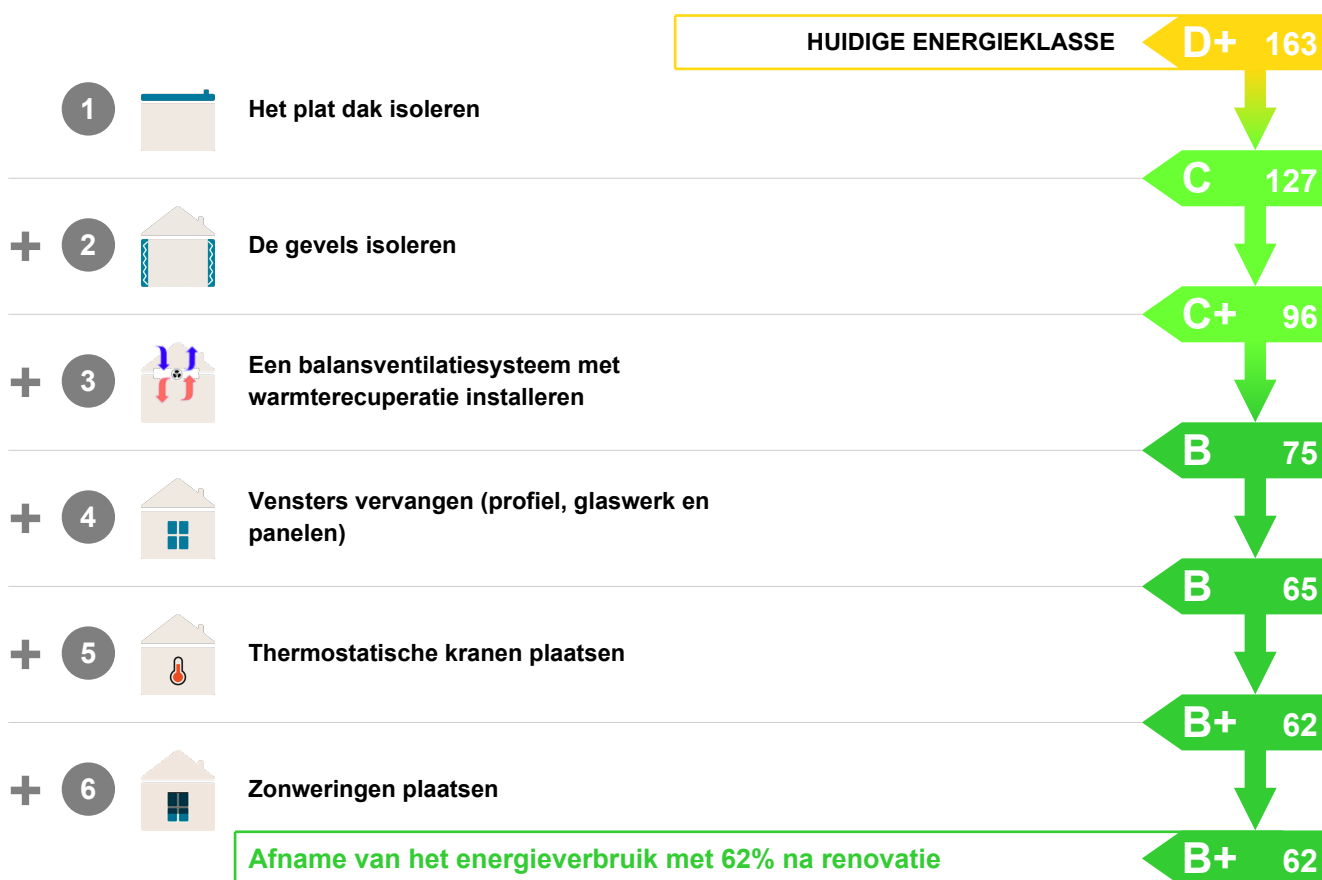 HUIDIGE ENERGIEKLASSE D+ 163
1 Het plat dak isoleren
C 127
+ 2 De gevels isoleren
C+ 96
+ 3 Een balansventilatiesysteem met
warmterecuperatie installeren
B 75
+ 4 Vensters vervangen (profiel, glaswerk en
panelen)
B 65
+ 5 Thermostatische kranen plaatsen
B+ 62
+ 6 Zonweringen plaatsen
Afname van het energieverbruik met 62% na renovatie B+ 62